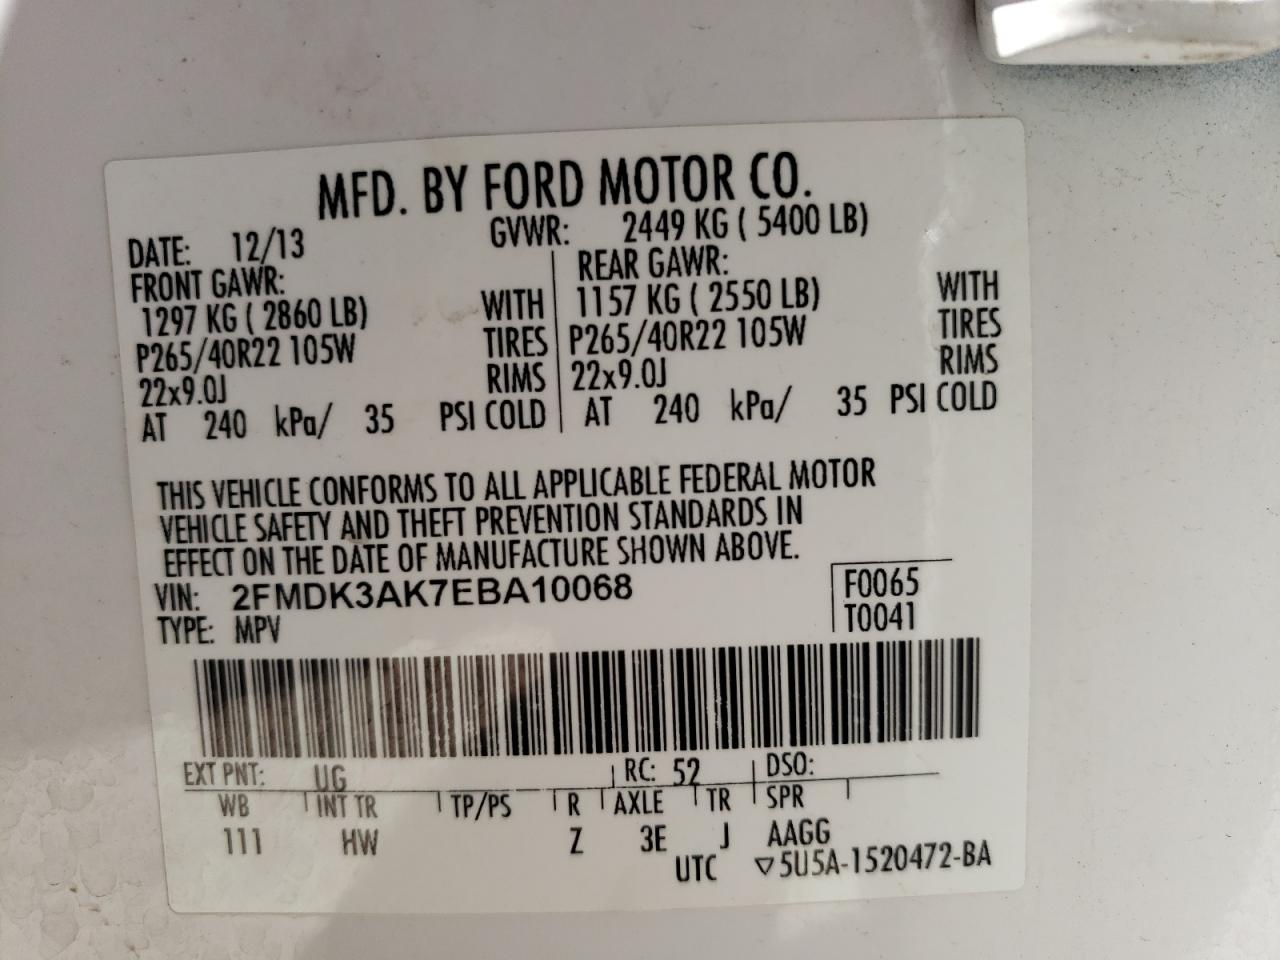 MFD. BY FORD MOTOR CO.
DATE: 12/13 GVWR: 2449 KG ( 5400 LB)
FRONT GAWR: REAR GAWR:
1297 KG ( 2860 LB) WITH 1157 KG ( 2550 LB) WITH
P265/40R22 105W TIRES P265/40R22 105W TIRES
22x9.0J RIMS 22x9.0J RIMS
AT 240 kPa/ 35 PSI COLD AT 240 kPa/ 35 PSI COLD
THIS VEHICLE CONFORMS TO ALL APPLICABLE FEDERAL MOTOR
VEHICLE SAFETY AND THEFT PREVENTION STANDARDS IN
EFFECT ON THE DATE OF MANUFACTURE SHOWN ABOVE.
VIN: 2FMDK3AK7EBA10068 F0065
TYPE: MPV T0041
EXT PNT: UG RC: 52 DSO:
WB INT TR TP/PS R AXLE TR SPR
111 HW Z 3E J AAGG
UTC ▽5U5A-1520472-BA